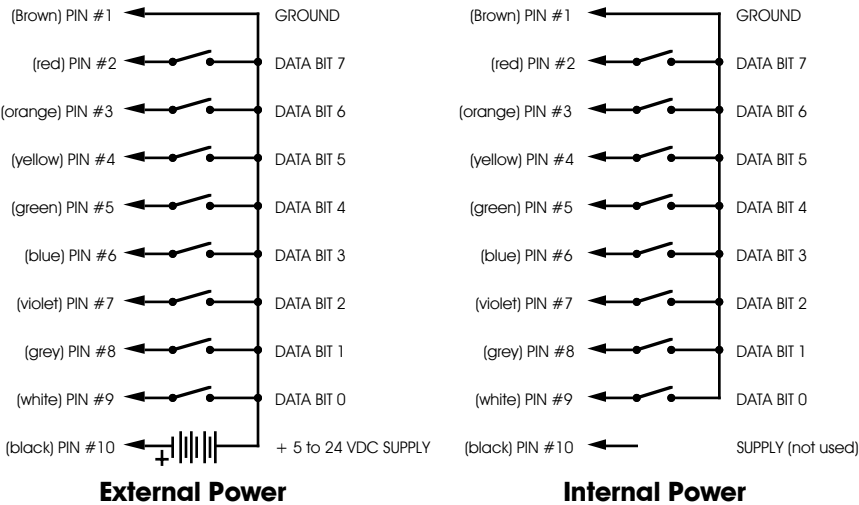 (Brown) PIN #1 GROUND
(red) PIN #2 DATA BIT 7
(orange) PIN #3 DATA BIT 6
(yellow) PIN #4 DATA BIT 5
(green) PIN #5 DATA BIT 4
(blue) PIN #6 DATA BIT 3
(violet) PIN #7 DATA BIT 2
(grey) PIN #8 DATA BIT 1
(white) PIN #9 DATA BIT 0
(black) PIN #10 + + 5 to 24 VDC SUPPLY
External Power
(Brown) PIN #1 GROUND
(red) PIN #2 DATA BIT 7
(orange) PIN #3 DATA BIT 6
(yellow) PIN #4 DATA BIT 5
(green) PIN #5 DATA BIT 4
(blue) PIN #6 DATA BIT 3
(violet) PIN #7 DATA BIT 2
(grey) PIN #8 DATA BIT 1
(white) PIN #9 DATA BIT 0
(black) PIN #10 SUPPLY (not used)
Internal Power